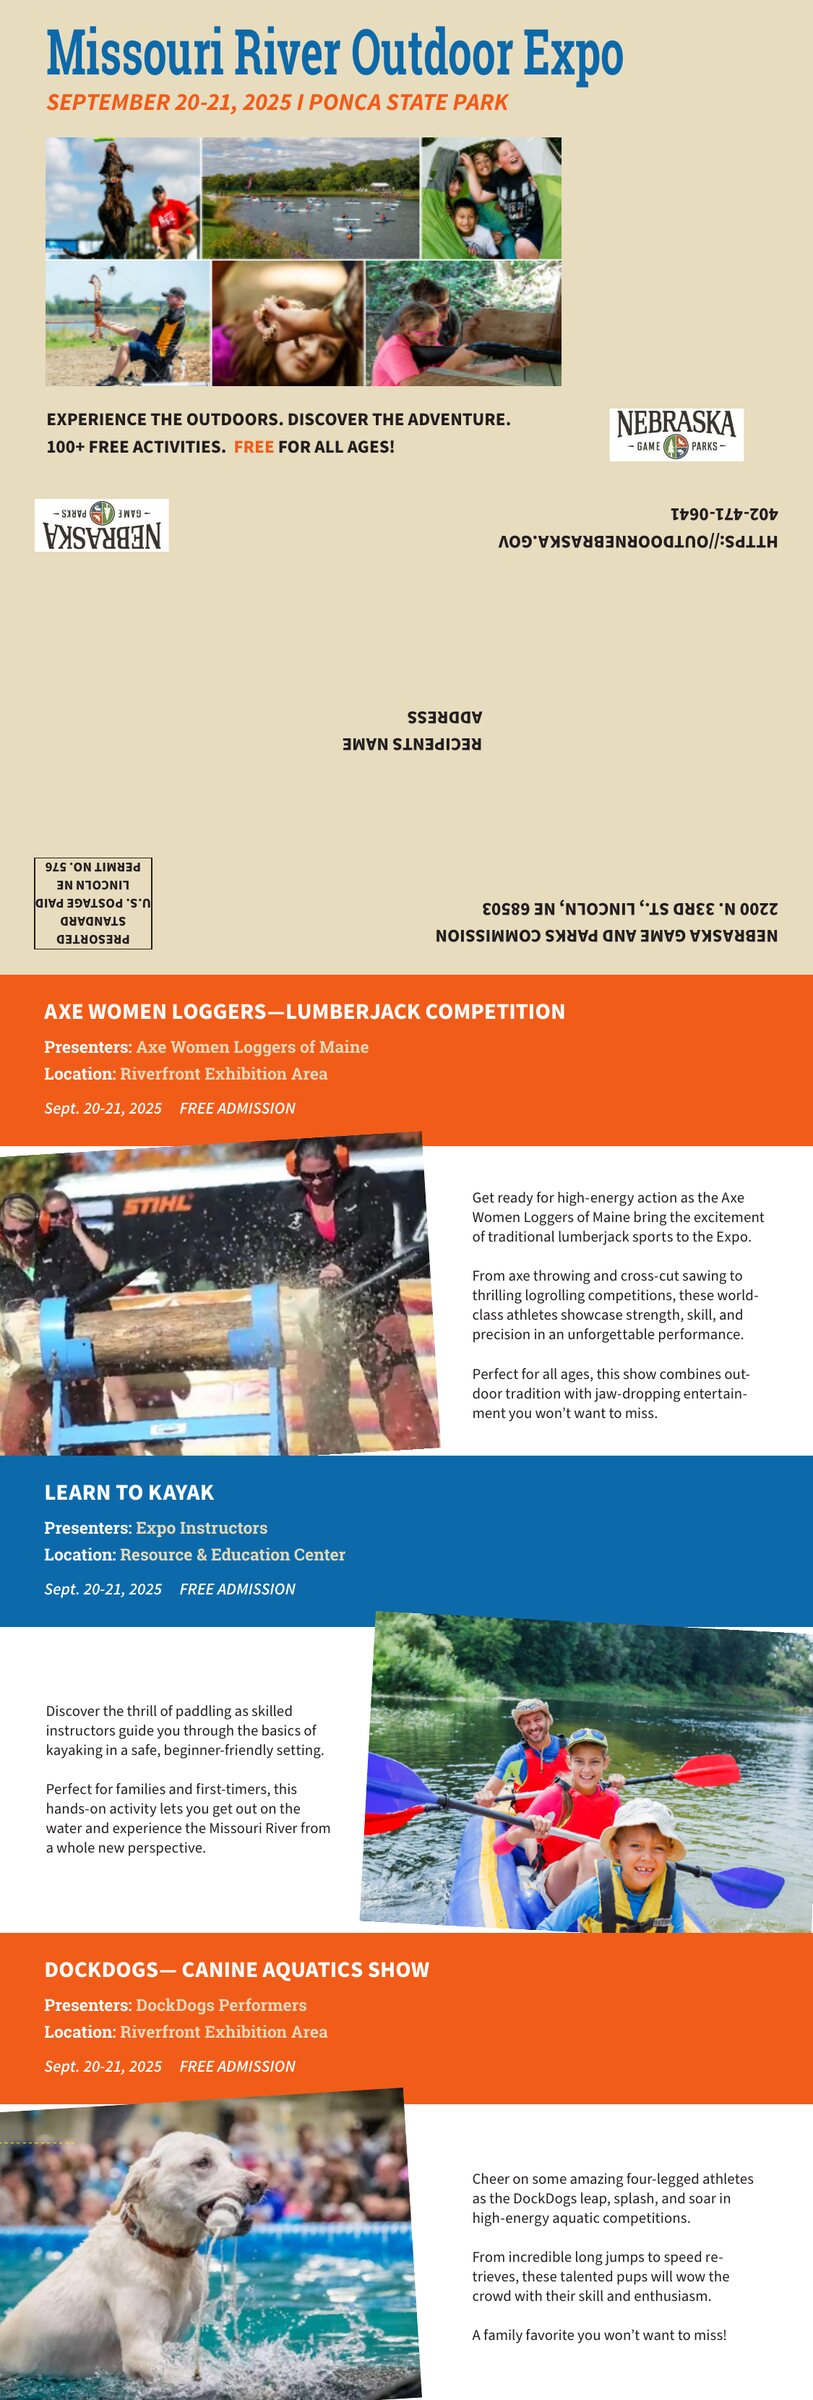 Missouri River Outdoor Expo
SEPTEMBER 20-21, 2025 I PONCA STATE PARK
EXPERIENCE THE OUTDOORS. DISCOVER THE ADVENTURE.
100+ FREE ACTIVITIES. FREE FOR ALL AGES!
NEBRASKA
GAME PARKS
NEBRASKA GAME AND PARKS COMMISSION
2200 N. 33RD ST., LINCOLN, NE 68503
PRESORTED
STANDARD
U.S. POSTAGE PAID
LINCOLN NE
PERMIT NO. 576
RECIPENTS NAME
ADDRESS
HTTPS://OUTDOORNEBRASKA.GOV
402-471-0641
NEBRASKA
GAME PARKS
AXE WOMEN LOGGERS—LUMBERJACK COMPETITION
Presenters: Axe Women Loggers of Maine
Location: Riverfront Exhibition Area
Sept. 20-21, 2025 FREE ADMISSION
STIHL
Get ready for high-energy action as the Axe
Women Loggers of Maine bring the excitement
of traditional lumberjack sports to the Expo.
From axe throwing and cross-cut sawing to
thrilling logrolling competitions, these world-
class athletes showcase strength, skill, and
precision in an unforgettable performance.
Perfect for all ages, this show combines out-
door tradition with jaw-dropping entertain-
ment you won't want to miss.
LEARN TO KAYAK
Presenters: Expo Instructors
Location: Resource & Education Center
Sept. 20-21, 2025 FREE ADMISSION
Discover the thrill of paddling as skilled
instructors guide you through the basics of
kayaking in a safe, beginner-friendly setting.
Perfect for families and first-timers, this
hands-on activity lets you get out on the
water and experience the Missouri River from
a whole new perspective.
DOCKDOGS— CANINE AQUATICS SHOW
Presenters: DockDogs Performers
Location: Riverfront Exhibition Area
Sept. 20-21, 2025 FREE ADMISSION
Cheer on some amazing four-legged athletes
as the DockDogs leap, splash, and soar in
high-energy aquatic competitions.
From incredible long jumps to speed re-
trieves, these talented pups will wow the
crowd with their skill and enthusiasm.
A family favorite you won't want to miss!